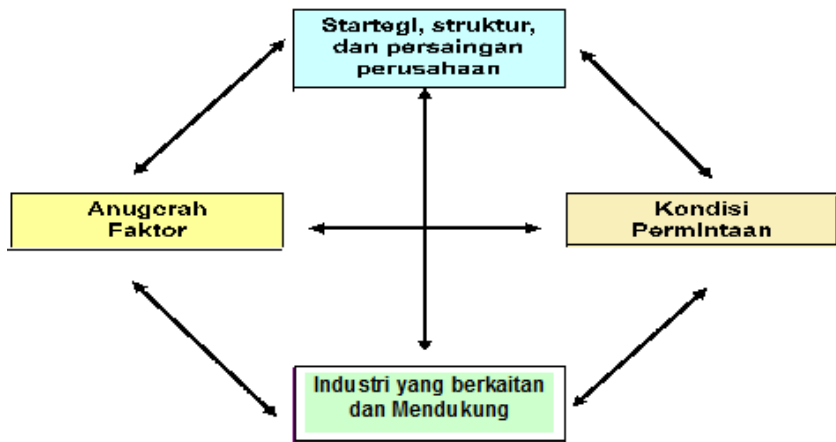 Startegi, struktur,
dan persaingan
perusahaan
Anugerah
Faktor
Kondisi
Permintaan
Industri yang berkaitan
dan Mendukung